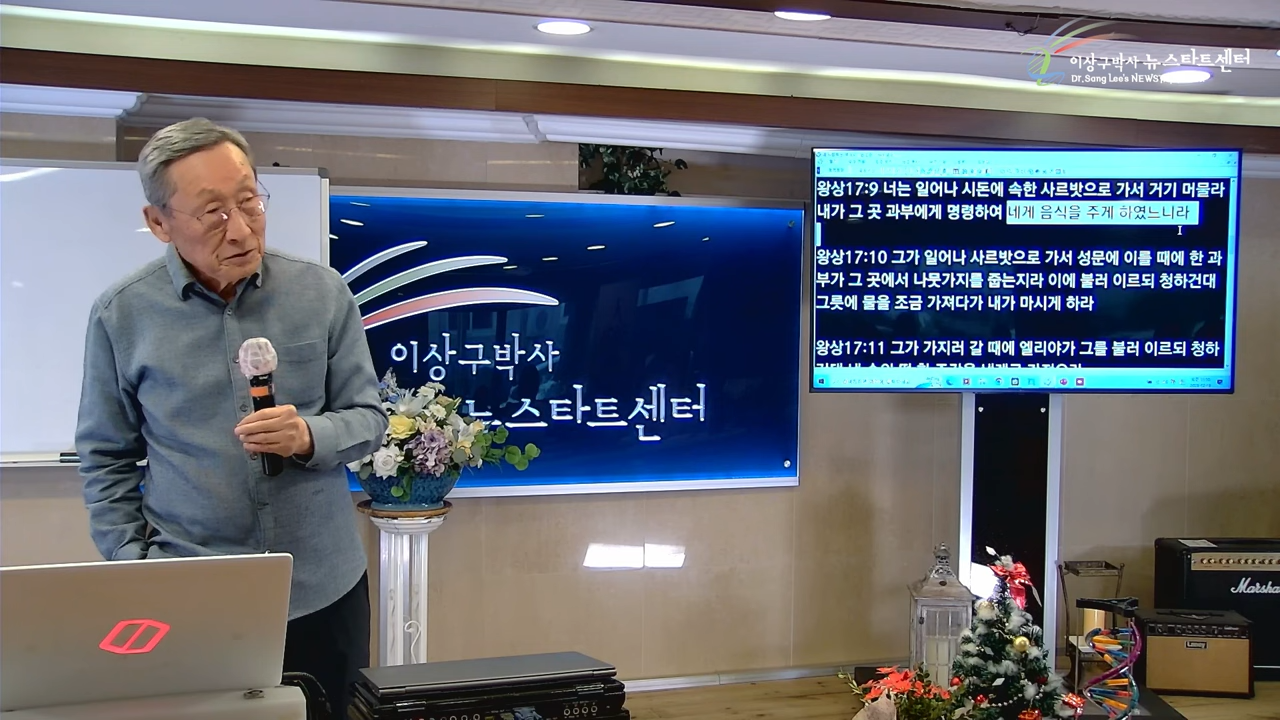 이상구박사 뉴스타트센터
Dr.Sang Lee's NEWS
왕상17:9 너는 일어나 시돈에 속한 사르밧으로 가서 거기 머물라
내가 그 곳 과부에게 명령하여 네게 음식을 주게 하였느니라
왕상17:10 그가 일어나 사르밧으로 가서 성문에 이를 때에 한 과
부가 그 곳에서 나뭇가지를 줍는지라 이에 불러 이르되 청하건대
그릇에 물을 조금 가져다가 내가 마시게 하라
왕상17:11 그가 가지러 갈 때에 엘리야가 그를 불러 이르되 청하
이상구박사
뉴스타트센터
Marsha
Laney